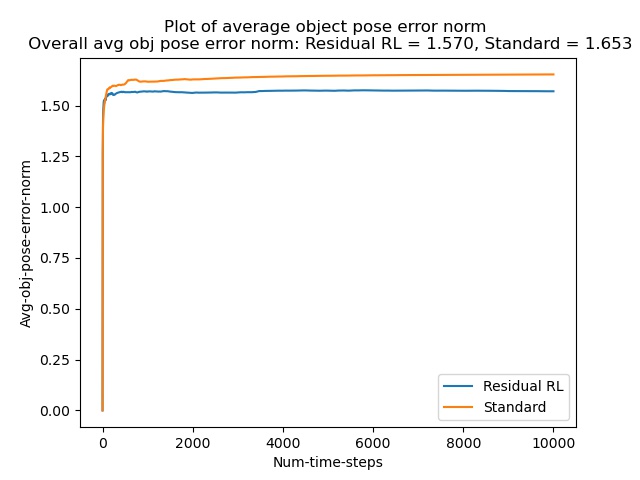 Plot of average object pose error norm
Overall avg obj pose error norm: Residual RL = 1.570, Standard = 1.653
1.50
1.25
1.00
0.75
0.50
0.25
0.00
Avg-obj-pose-error-norm
Residual RL
Standard
0 2000 4000 6000 8000 10000
Num-time-steps